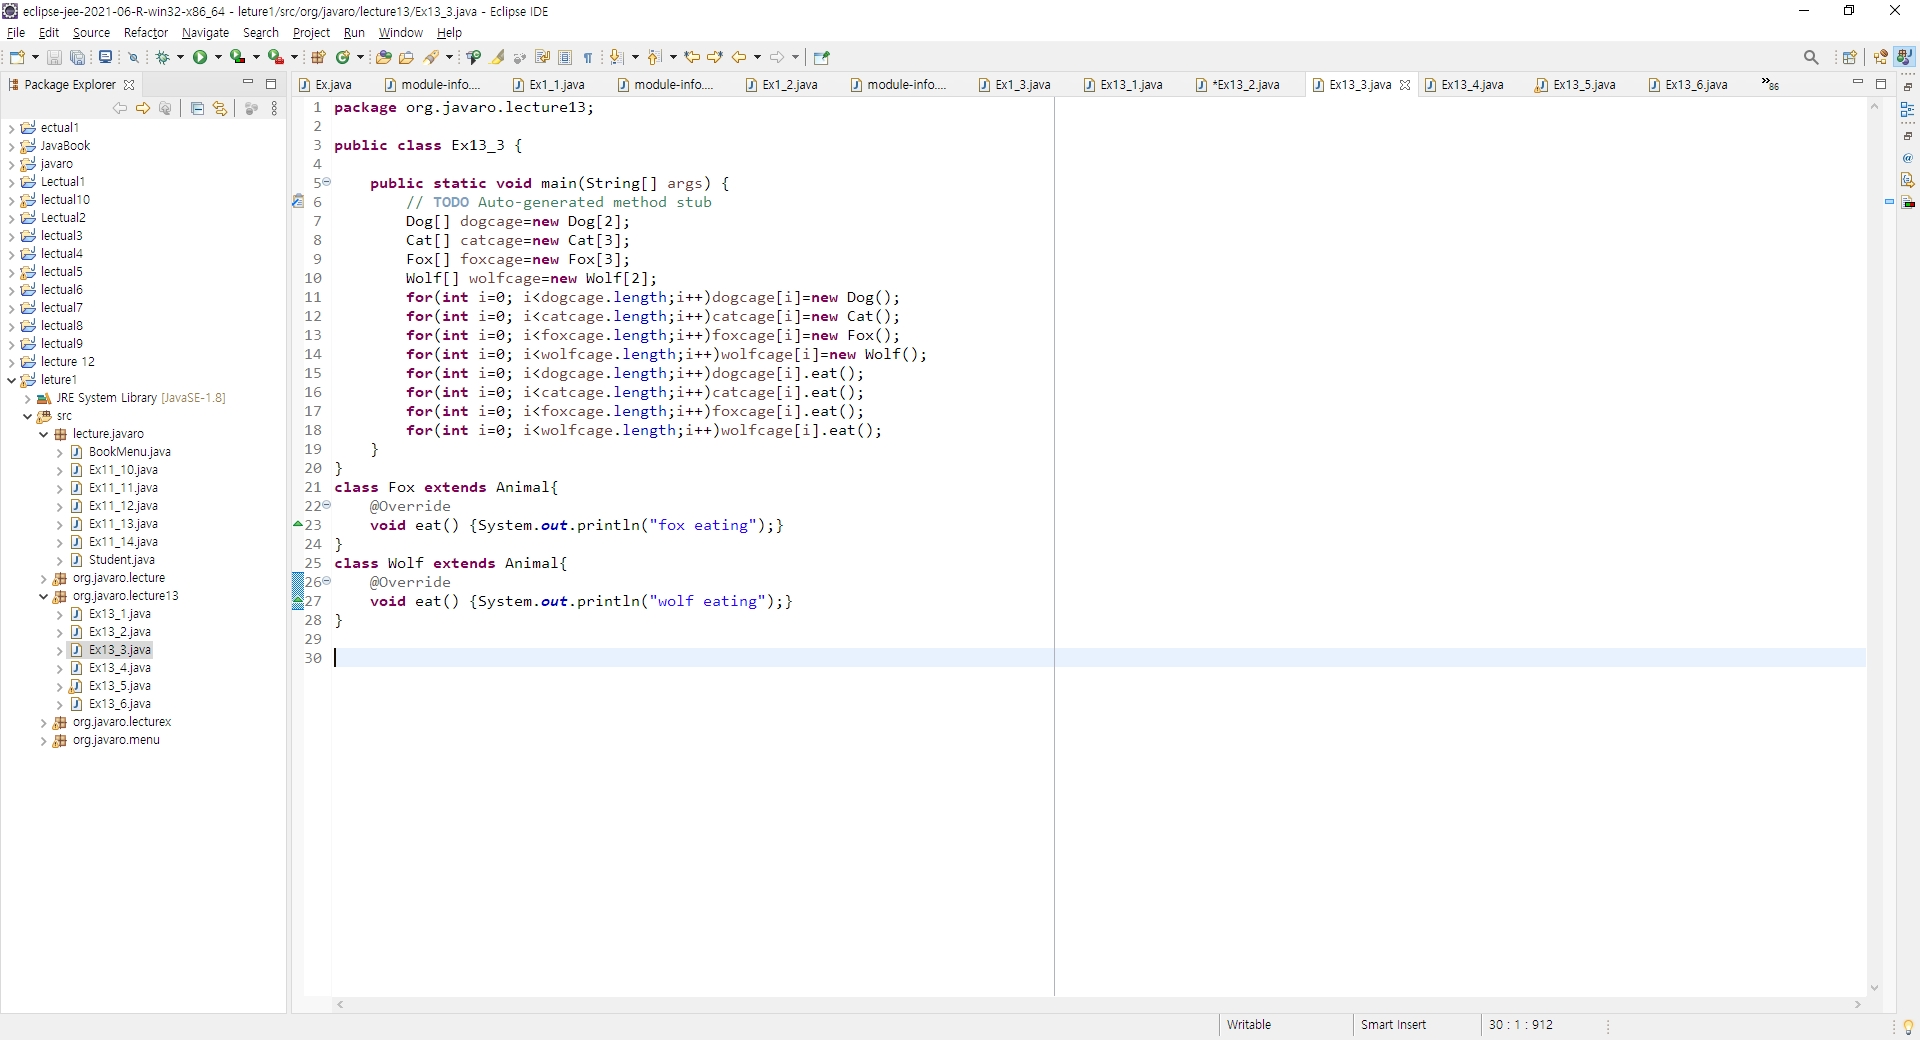 eclipse-jee-2021-06-R-win32-x86_64 - leture1/src/org/javaro/lecture13/Ex13_3.java - Eclipse IDE
File Edit Source Refactor Navigate Search Project Run Window Help
Package Explorer
Ex.java module-info.... Ex1_1.java module-info.... Ex1_2.java module-info.... Ex1_3.java Ex13_1.java *Ex13_2.java Ex13_3.java Ex13_4.java Ex13_5.java Ex13_6.java »86
ectual1
JavaBook
javaro
Lectual1
lectual10
Lectual2
lectual3
lectual4
lectual5
lectual6
lectual7
lectual8
lectual9
lecture 12
leture1
JRE System Library [JavaSE-1.8]
src
lecture.javaro
BookMenu.java
Ex11_10.java
Ex11_11.java
Ex11_12.java
Ex11_13.java
Ex11_14.java
Student.java
org.javaro.lecture
org.javaro.lecture13
Ex13_1.java
Ex13_2.java
Ex13_3.java
Ex13_4.java
Ex13_5.java
Ex13_6.java
org.javaro.lecturex
org.javaro.menu
1 package org.javaro.lecture13;
2
3 public class Ex13_3 {
4
5 public static void main(String[] args) {
6 // TODO Auto-generated method stub
7 Dog[] dogcage=new Dog[2];
8 Cat[] catcage=new Cat[3];
9 Fox[] foxcage=new Fox[3];
10 Wolf[] wolfcage=new Wolf[2];
11 for(int i=0; i<dogcage.length;i++)dogcage[i]=new Dog();
12 for(int i=0; i<catcage.length;i++)catcage[i]=new Cat();
13 for(int i=0; i<foxcage.length;i++)foxcage[i]=new Fox();
14 for(int i=0; i<wolfcage.length;i++)wolfcage[i]=new Wolf();
15 for(int i=0; i<dogcage.length;i++)dogcage[i].eat();
16 for(int i=0; i<catcage.length;i++)catcage[i].eat();
17 for(int i=0; i<foxcage.length;i++)foxcage[i].eat();
18 for(int i=0; i<wolfcage.length;i++)wolfcage[i].eat();
19 }
20 }
21 class Fox extends Animal{
22 @Override
23 void eat() {System.out.println("fox eating");}
24 }
25 class Wolf extends Animal{
26 @Override
27 void eat() {System.out.println("wolf eating");}
28 }
29
30
Writable Smart Insert 30 : 1 : 912